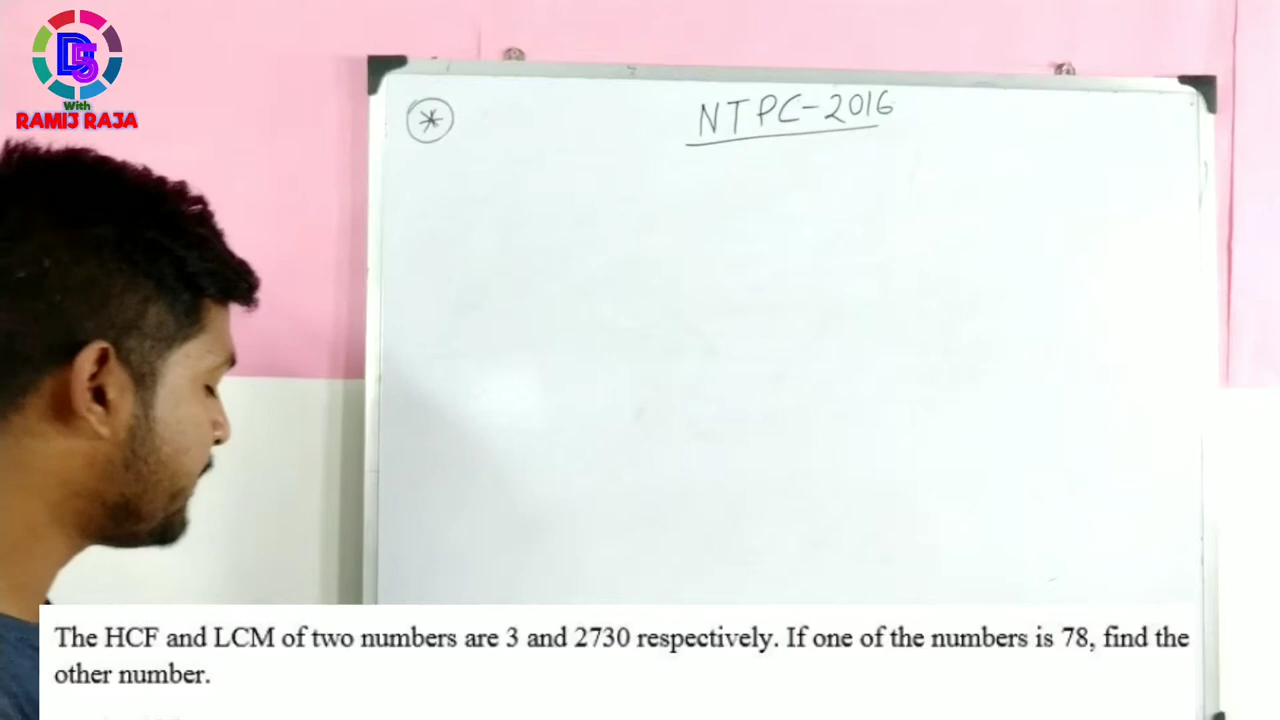 D5
With
RAMIJ RAJA
NTPC-2016
The HCF and LCM of two numbers are 3 and 2730 respectively. If one of the numbers is 78, find the
other number.